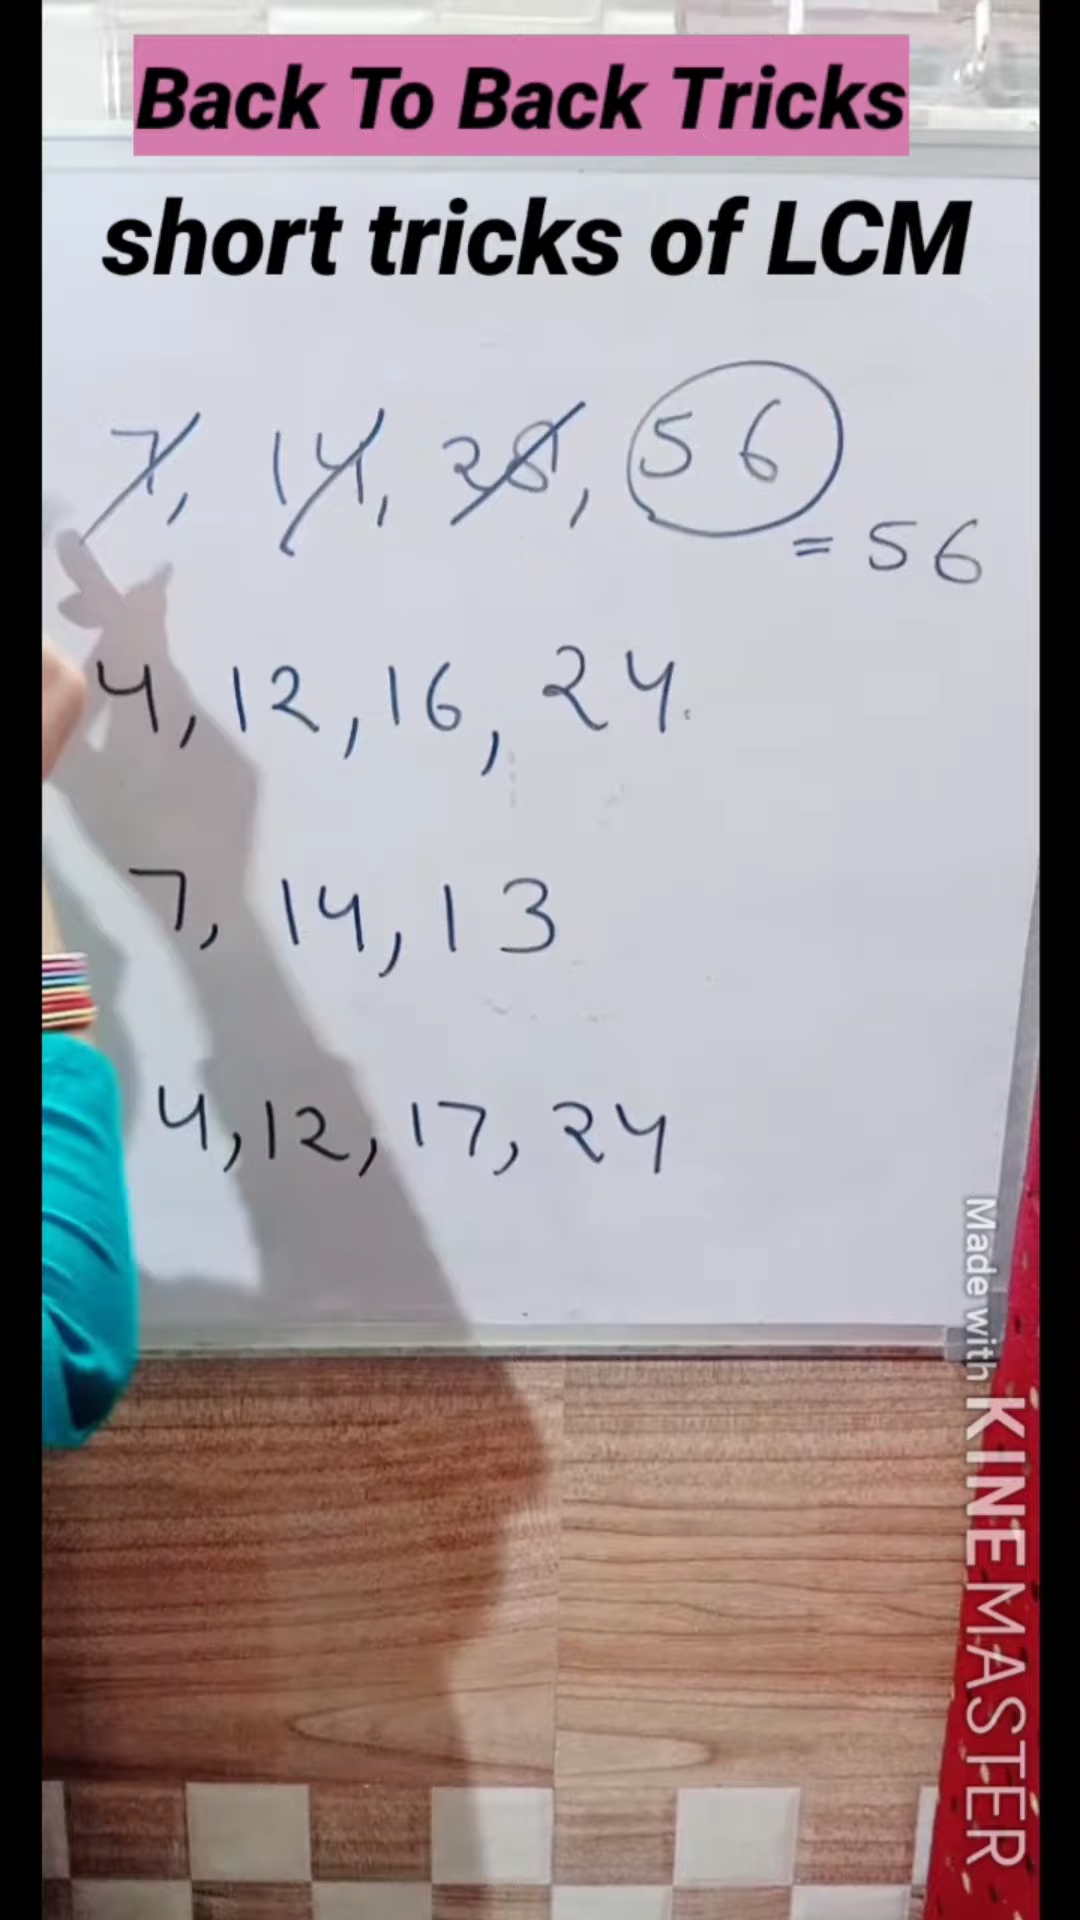 Back To Back Tricks
short tricks of LCM
7, 14, 28, 56
= 56
4, 12, 16, 24
7, 14, 13
4, 12, 17, 24
Made with KINEMASTER